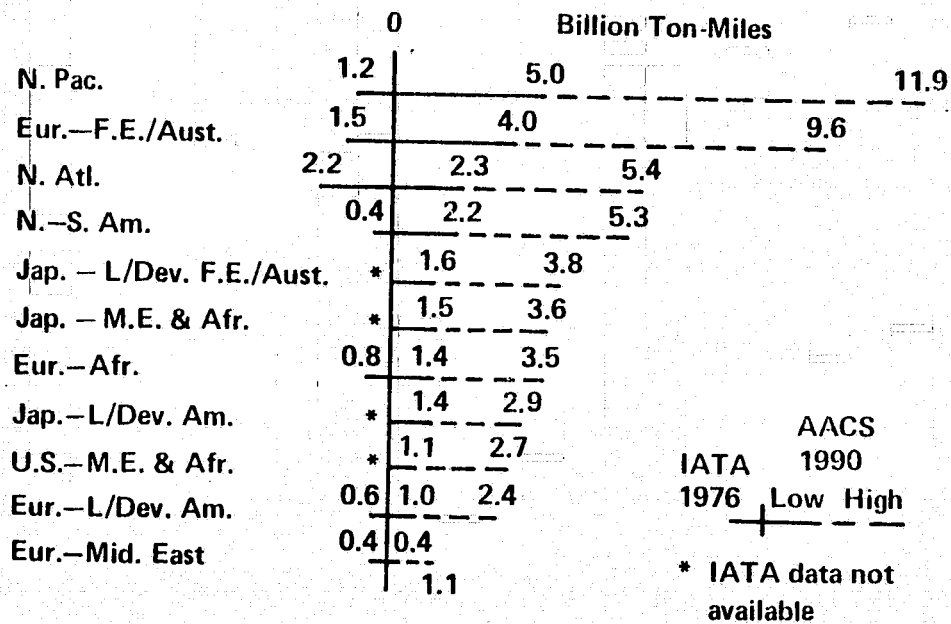 0 Billion Ton-Miles
N. Pac. 1.2 5.0 11.9
Eur.—F.E./Aust. 1.5 4.0 9.6
N. Atl. 2.2 2.3 5.4
N.—S. Am. 0.4 2.2 5.3
Jap. — L/Dev. F.E./Aust. * 1.6 3.8
Jap. — M.E. & Afr. * 1.5 3.6
Eur.—Afr. 0.8 1.4 3.5
Jap.—L/Dev. Am. * 1.4 2.9
U.S.—M.E. & Afr. * 1.1 2.7
Eur.—L/Dev. Am. 0.6 1.0 2.4
Eur.—Mid. East 0.4 0.4
1.1
AACS
IATA 1990
1976 Low High
* IATA data not
available